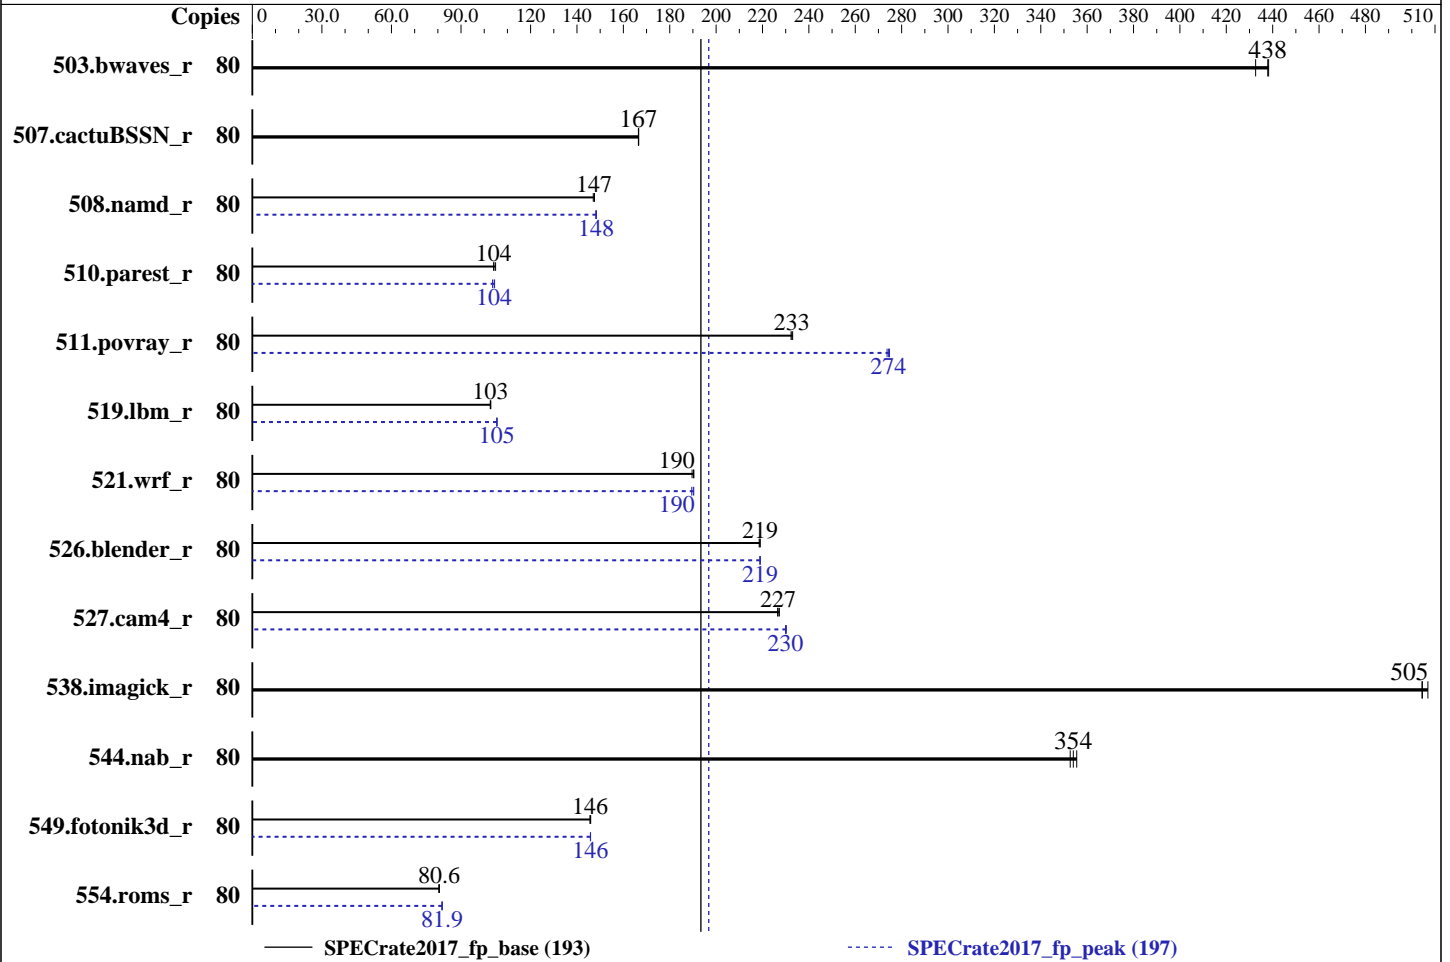 Copies 0 30.0 60.0 90.0 120 140 160 180 200 220 240 260 280 300 320 340 360 380 400 420 440 460 480 510
503.bwaves_r 80 438
507.cactuBSSN_r 80 167
508.namd_r 80 147
148
510.parest_r 80 104
104
511.povray_r 80 233
274
519.lbm_r 80 103
105
521.wrf_r 80 190
190
526.blender_r 80 219
219
527.cam4_r 80 227
230
538.imagick_r 80 505
544.nab_r 80 354
549.fotonik3d_r 80 146
146
554.roms_r 80 80.6
81.9
SPECrate2017_fp_base (193) SPECrate2017_fp_peak (197)